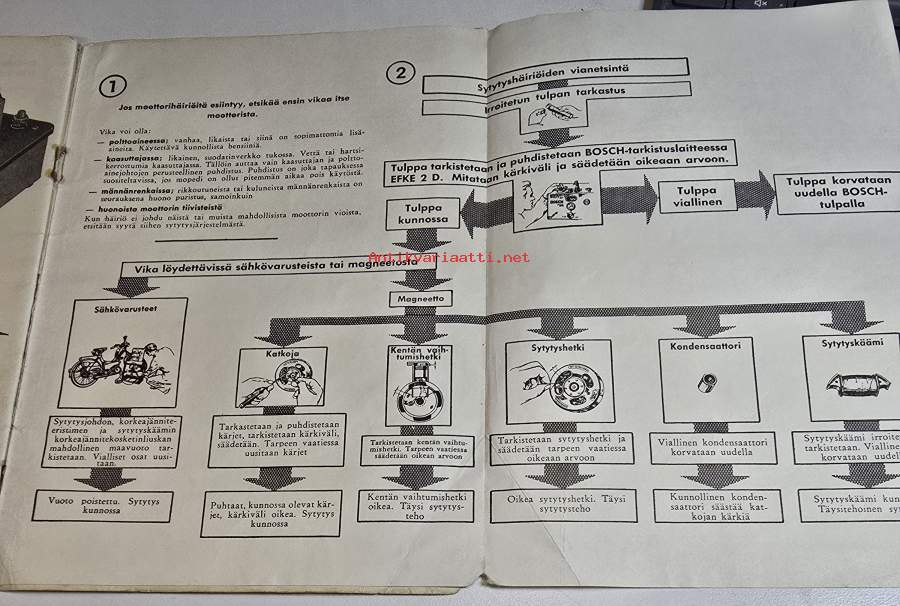 1
Jos moottorihäiriöitä esiintyy, etsikää ensin vikaa itse
moottorista.
Vika voi olla:
— polttoaineessa; vanhaa, likaista tai siinä on sopimattomia lisä-
aineita. Käytettävä kunnollista bensiiniä.
— kaasuttajassa; likainen, suodatinverkko tukossa. Vettä tai hartsi-
kerrostumia kaasuttajassa. Tällöin auttaa vain kaasuttajan ja poltto-
ainejohtojen perusteellinen puhdistus. Puhdistus on joka tapauksessa
suositeltavissa, jos mopedi on ollut pitemmän aikaa pois käytöstä.
— männänrenkaissa; rikkoutuneista tai kuluneista männänrenkaista on
seurauksena huono puristus, samoinkuin
— huonoista moottorin tiivisteistä
Kun häiriö ei johdu näistä tai muista mahdollisista moottorin vioista,
etsitään syytä siihen sytytysjärjestelmästä.
2
Sytytyshäiriöiden vianetsintä
Irroitetun tulpan tarkastus
Tulppa tarkistetaan ja puhdistetaan BOSCH-tarkistuslaitteessa
EFKE 2 D. Mitataan kärkiväli ja säädetään oikeaan arvoon.
Tulppa
kunnossa
Tulppa
viallinen
Tulppa korvataan
uudella BOSCH-
tulpalla
Antikvariaatti.net
Vika löydettävissä sähkövarusteista tai magneetosta
Magneetto
Sähkövarusteet
Katkoja
Kentän vaih-
tumishetki
Sytytyshetki
Kondensaattori
Sytytyskäämi
Sytytysjohdon, korkeajännite-
eristimen ja sytytyskäämin
korkeajännitekosketinliuskan
mahdollinen maavuoto tar-
kistetaan. Vialliset osat uusi-
taan.
Tarkastetaan ja puhdistetaan
kärjet, tarkistetaan kärkiväli,
säädetään. Tarpeen vaatiessa
uusitaan kärjet
Tarkistetaan kentän vaihtu-
mishetki. Tarpeen vaatiessa
säädetään oikean arvoon
Tarkistetaan sytytyshetki ja
säädetään tarpeen vaatiessa
oikeaan arvoon
Viallinen kondensaattori
korvataan uudella
Sytytyskäämi irroite
tarkistetaan. Vialline
korvataan uudell
Vuoto poistettu. Sytytys
kunnossa
Puhtaat, kunnossa olevat kär-
jet, kärkiväli oikea. Sytytys
kunnossa
Kentän vaihtumishetki
oikea. Täysi sytytys-
teho
Oikea sytytyshetki. Täysi
sytytysteho
Kunnollinen konden-
saattori säästää kat-
kojan kärkiä
Sytytyskäämi kun
Täysitehoinen sy